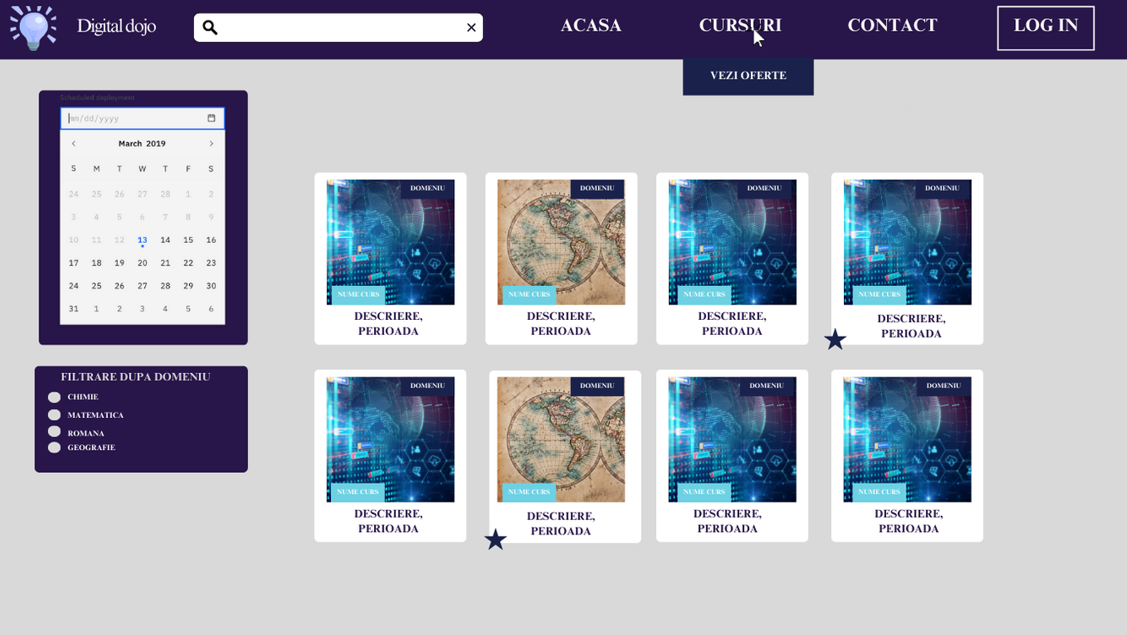 Digital dojo
ACASA
CURSURI
CONTACT
LOG IN
VEZI OFERTE
Scheduled deployment
mm/dd/yyyy
March 2019
S M T W T F S
24 25 26 27 28 1 2
3 4 5 6 7 8 9
10 11 12 13 14 15 16
17 18 19 20 21 22 23
24 25 26 27 28 29 30
31 1 2 3 4 5 6
FILTRARE DUPA DOMENIU
CHIMIE
MATEMATICA
ROMANA
GEOGRAFIE
DOMENIU
NUME CURS
DESCRIERE,
PERIOADA
DOMENIU
NUME CURS
DESCRIERE,
PERIOADA
DOMENIU
NUME CURS
DESCRIERE,
PERIOADA
DOMENIU
NUME CURS
DESCRIERE,
PERIOADA
DOMENIU
NUME CURS
DESCRIERE,
PERIOADA
DOMENIU
NUME CURS
DESCRIERE,
PERIOADA
DOMENIU
NUME CURS
DESCRIERE,
PERIOADA
DOMENIU
NUME CURS
DESCRIERE,
PERIOADA